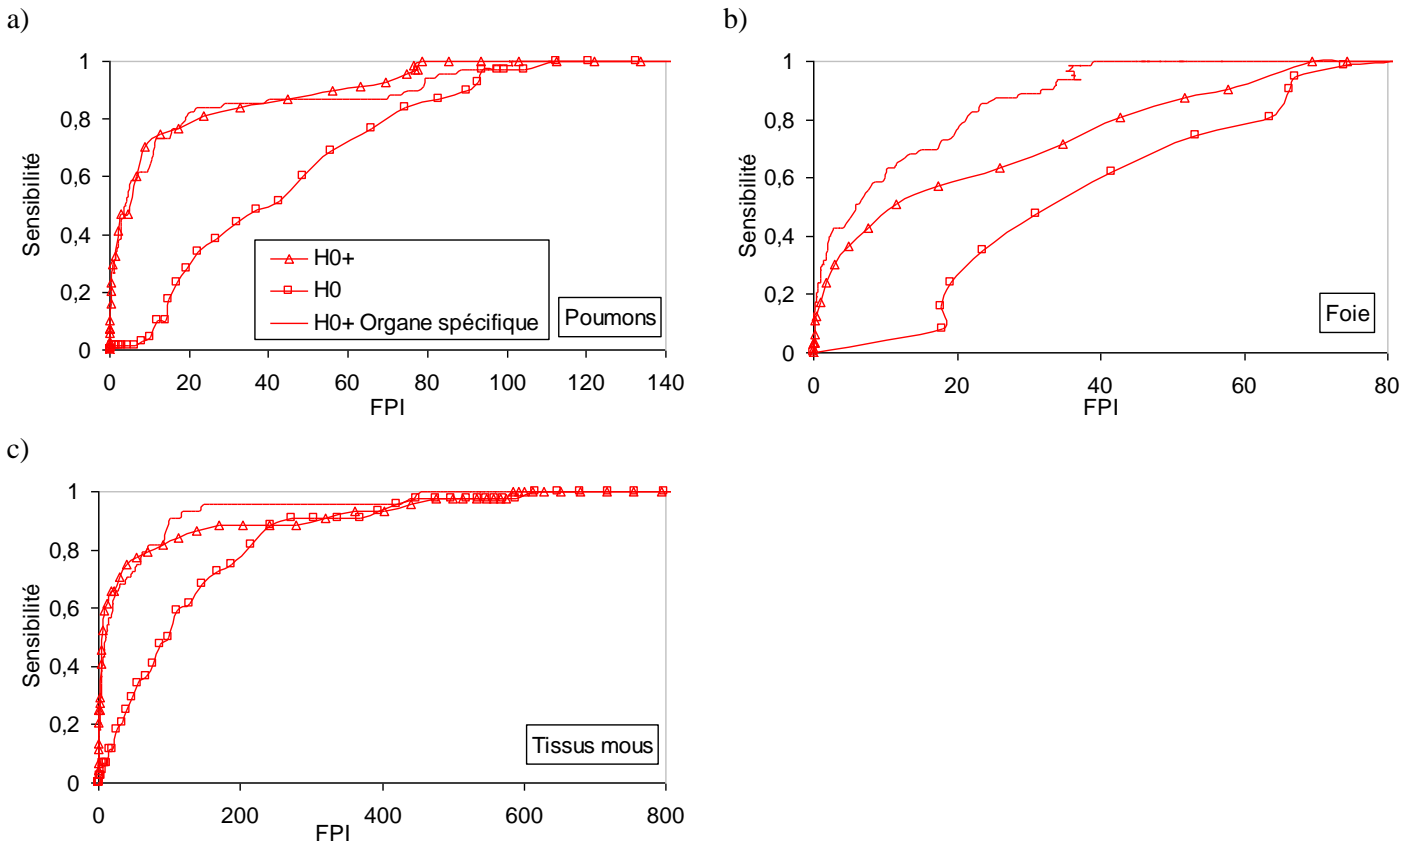 a)
1
0,8
0,6
0,4
0,2
0
Sensibilité
H0+
H0
H0+ Organe spécifique
Poumons
0 20 40 60 80 100 120 140
FPI
b)
1
0,8
0,6
0,4
0,2
0
Sensibilité
Foie
0 20 40 60 80
FPI
c)
1
0,8
0,6
0,4
0,2
0
Sensibilité
Tissus mous
0 200 400 600 800
FPI